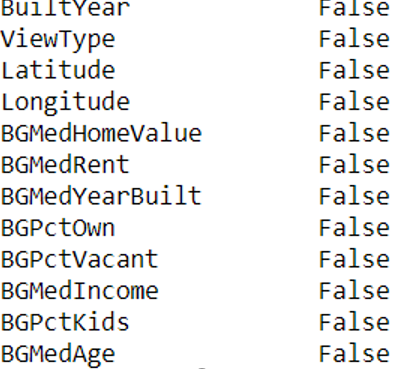 BuiltYear False
ViewType False
Latitude False
Longitude False
BGMedHomeValue False
BGMedRent False
BGMedYearBuilt False
BGPctOwn False
BGPctVacant False
BGMedIncome False
BGPctKids False
BGMedAge False